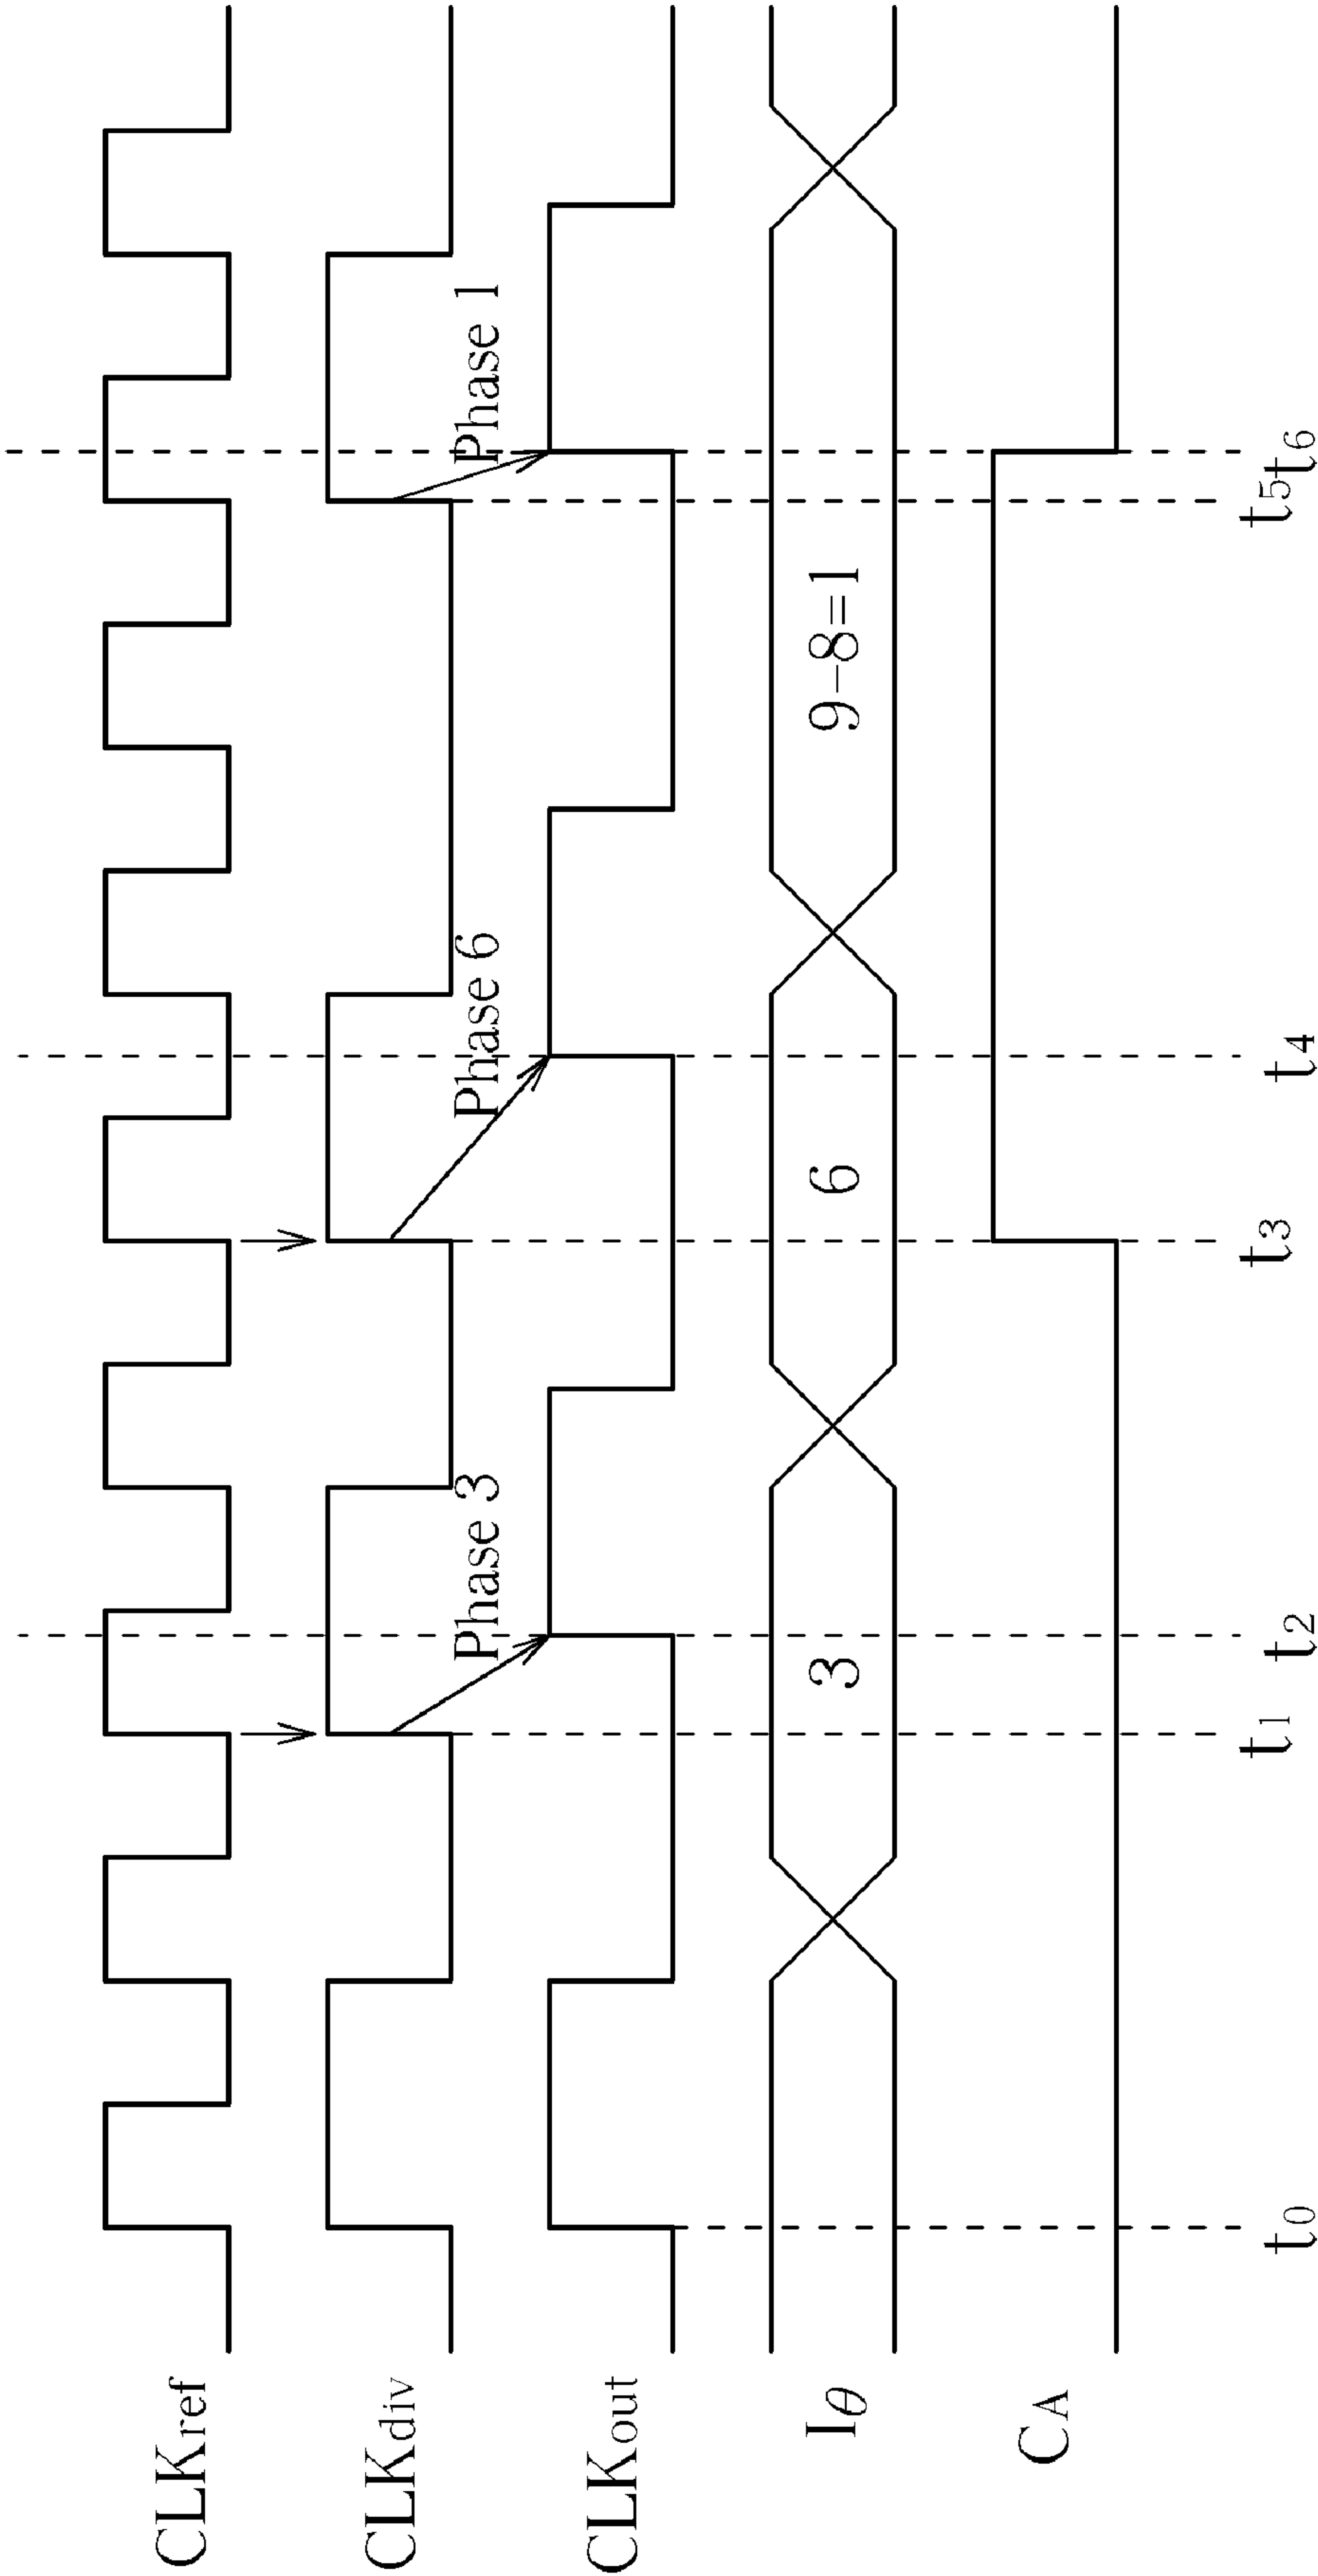 CLKref
CLKdiv
Phase 3
Phase 6
Phase 1
CLKout
Iθ
3
6
9-8=1
CA
t0
t1
t2
t3
t4
t5
t6